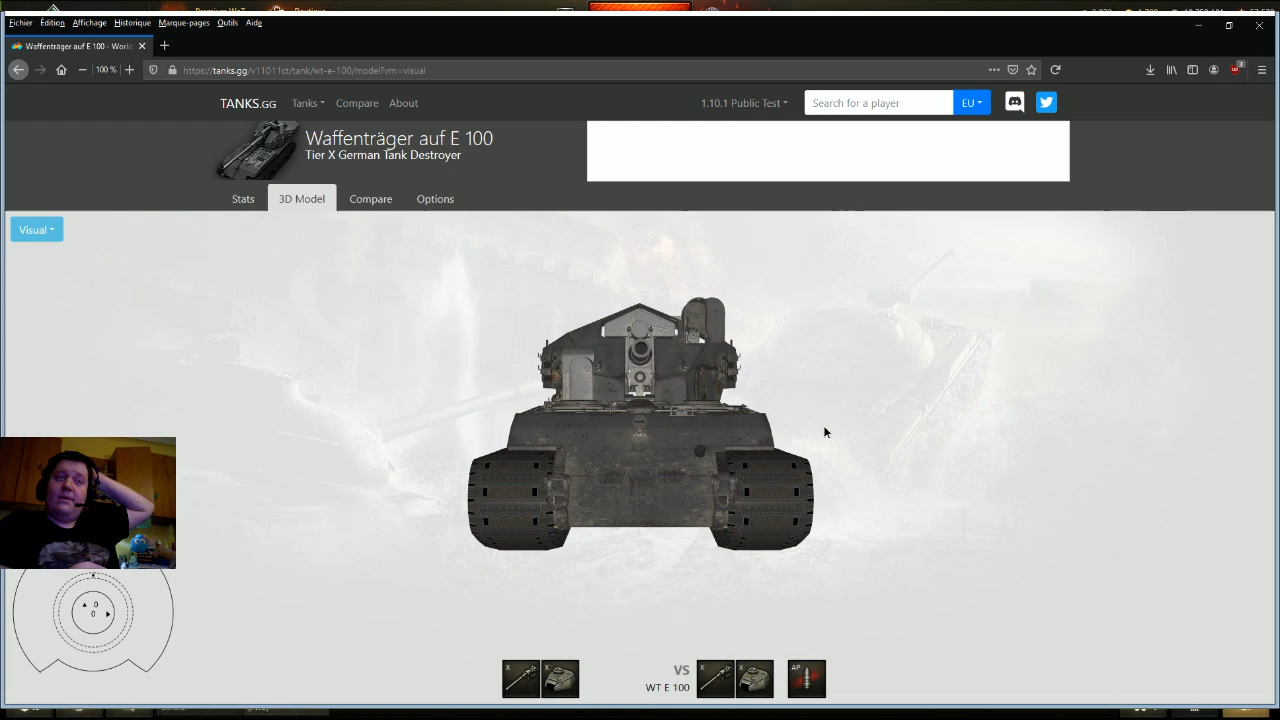 Fichier Édition Affichage Historique Marque-pages Outils Aide
Waffenträger auf E 100 - World
100 %
https://tanks.gg/v11011ct/tank/wt-e-100/model?vm=visual
TANKS.GG Tanks Compare About 1.10.1 Public Test Search for a player EU
Waffenträger auf E 100
Tier X German Tank Destroyer
Stats 3D Model Compare Options
Visual
0
0
X X VS X X AP
WT E 100